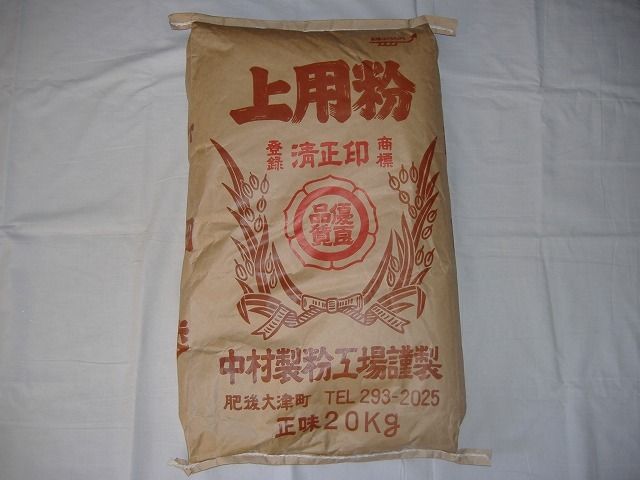 上用粉
登録 清正印 商標
優良
品質
中村製粉工場謹製
肥後大津町 TEL 293-2025
正味20Kg